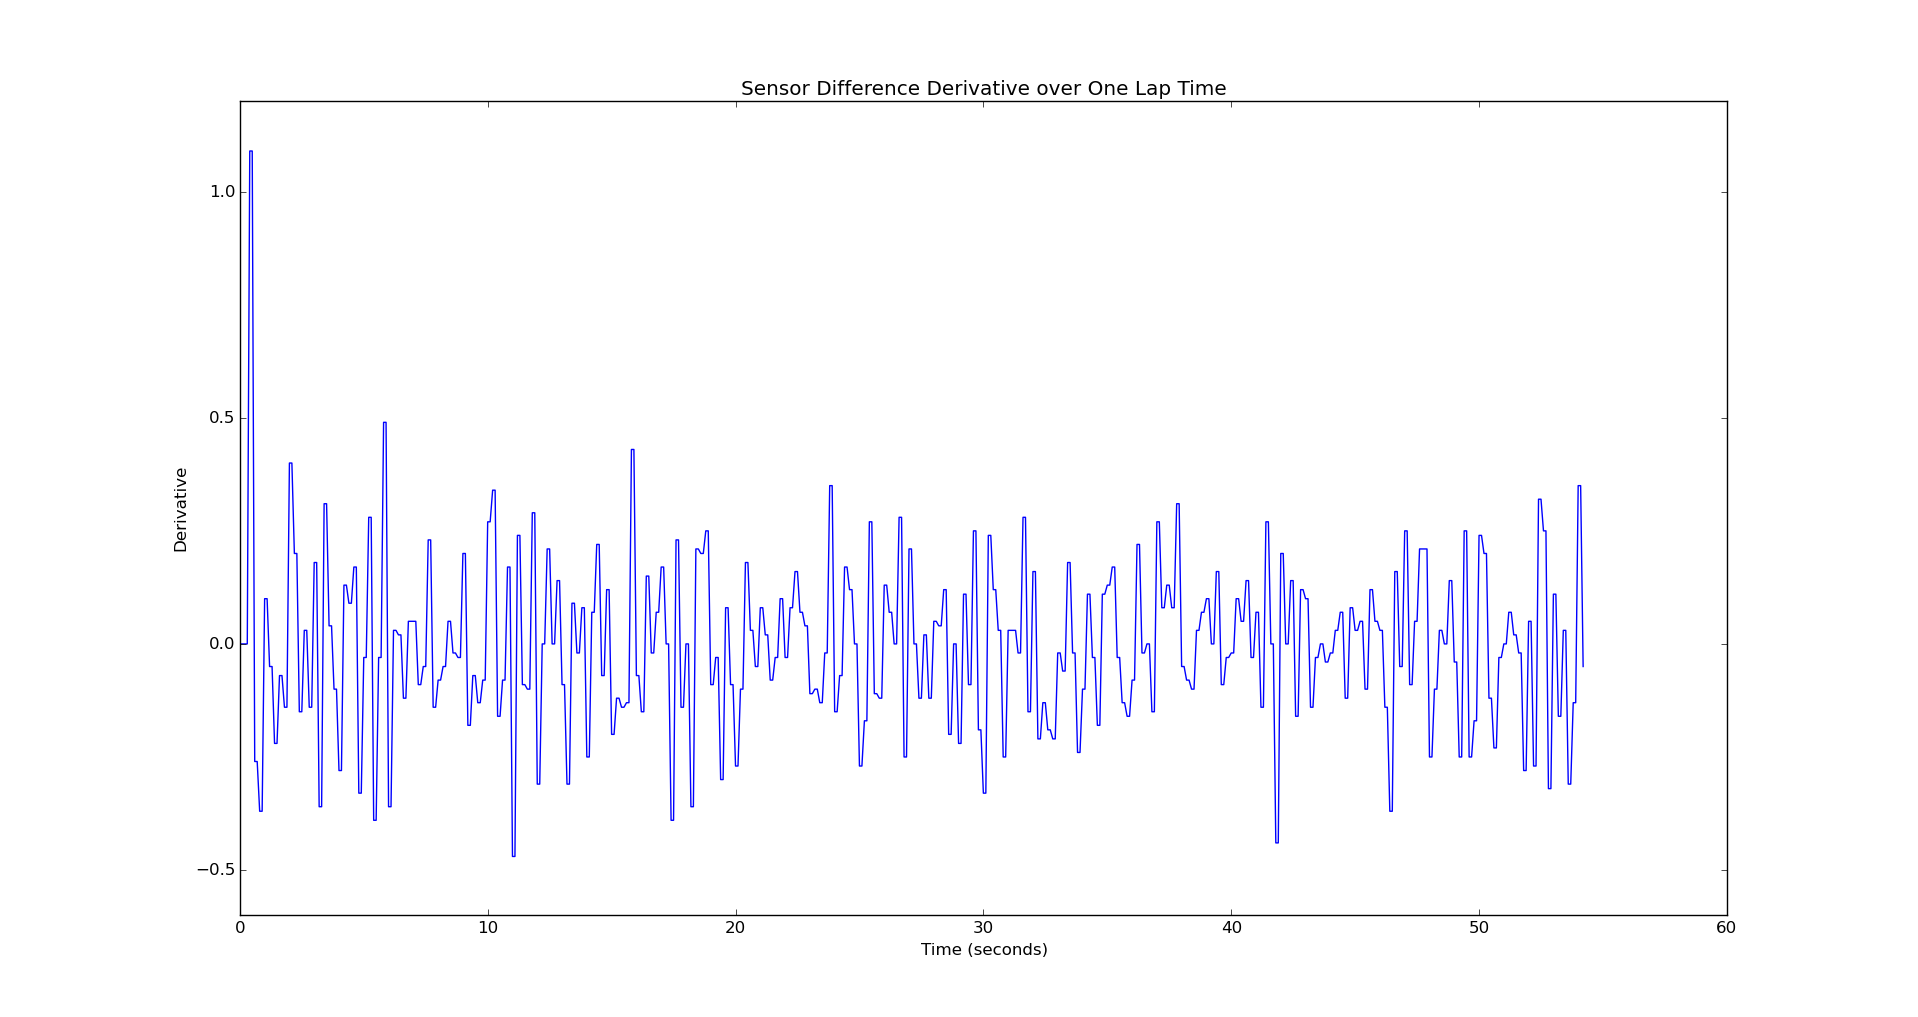 Sensor Difference Derivative over One Lap Time
1.0
0.5
0.0
−0.5
Derivative
0 10 20 30 40 50 60
Time (seconds)